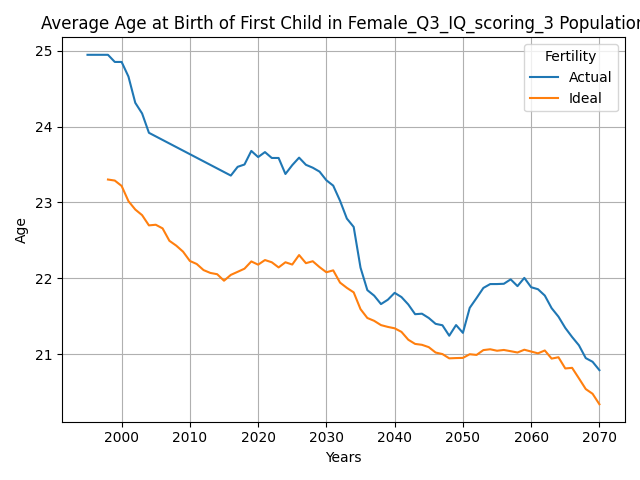 Average Age at Birth of First Child in Female_Q3_IQ_scoring_3 Population
25
24
23
22
21
Age
Fertility
Actual
Ideal
2000 2010 2020 2030 2040 2050 2060 2070
Years